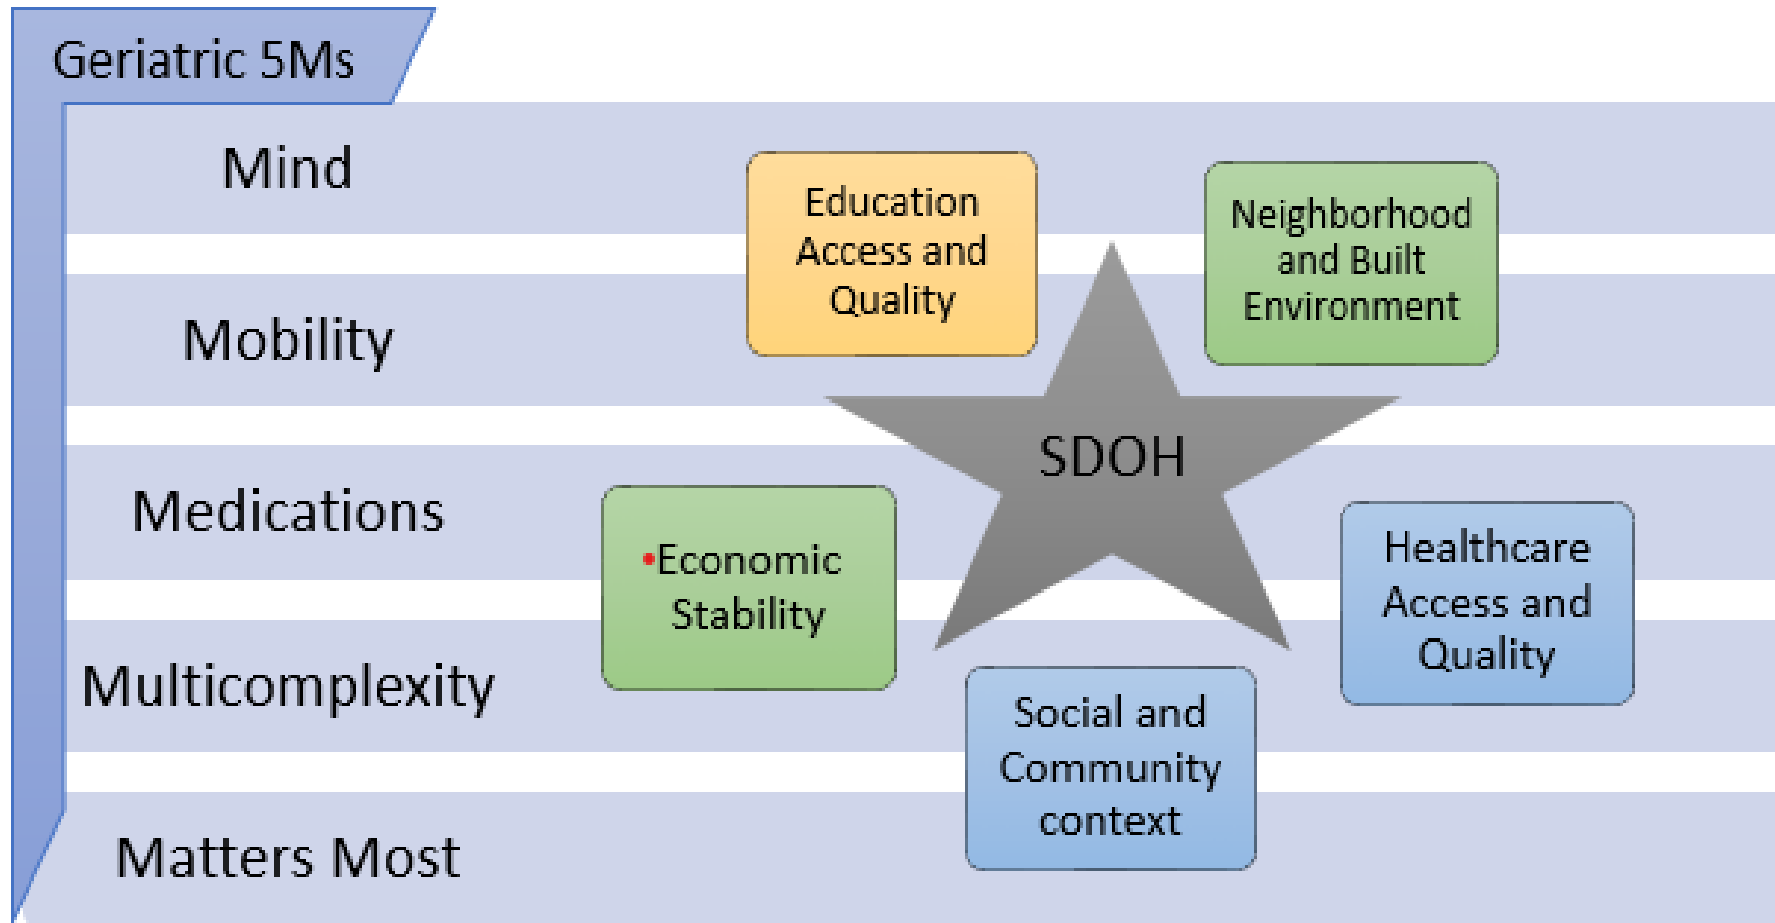 Geriatric 5Ms
Mind
Mobility
Medications
Multicomplexity
Matters Most
Education
Access and
Quality
Neighborhood
and Built
Environment
SDOH
•Economic
Stability
Healthcare
Access and
Quality
Social and
Community
context